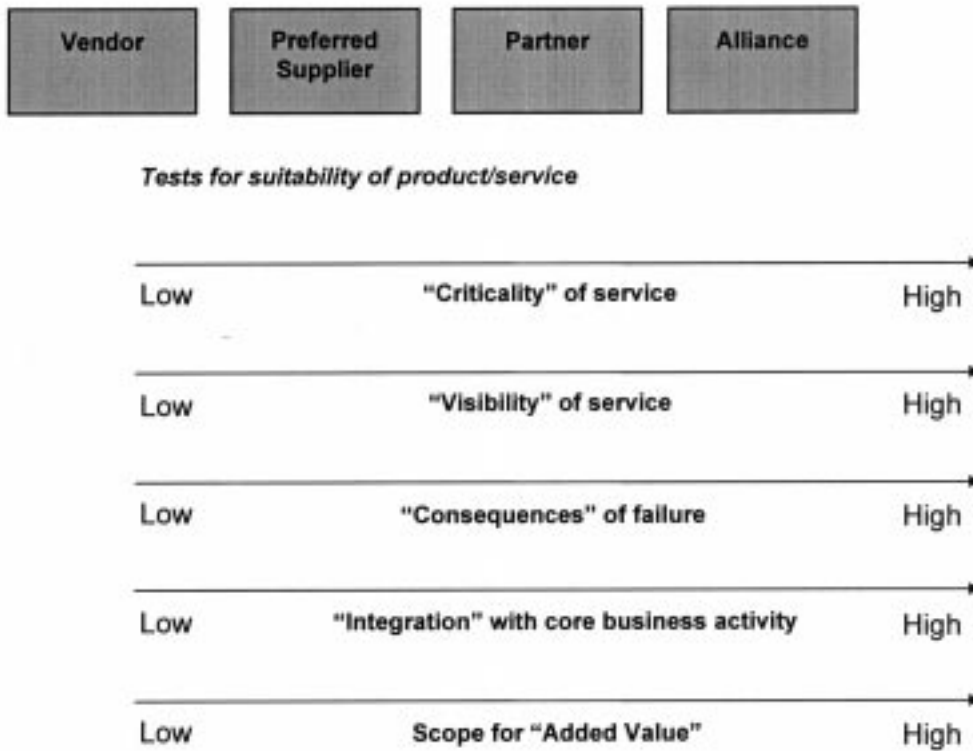 Vendor
Preferred
Supplier
Partner
Alliance
Tests for suitability of product/service
Low “Criticality” of service High
Low “Visibility” of service High
Low “Consequences” of failure High
Low “Integration” with core business activity High
Low Scope for “Added Value” High